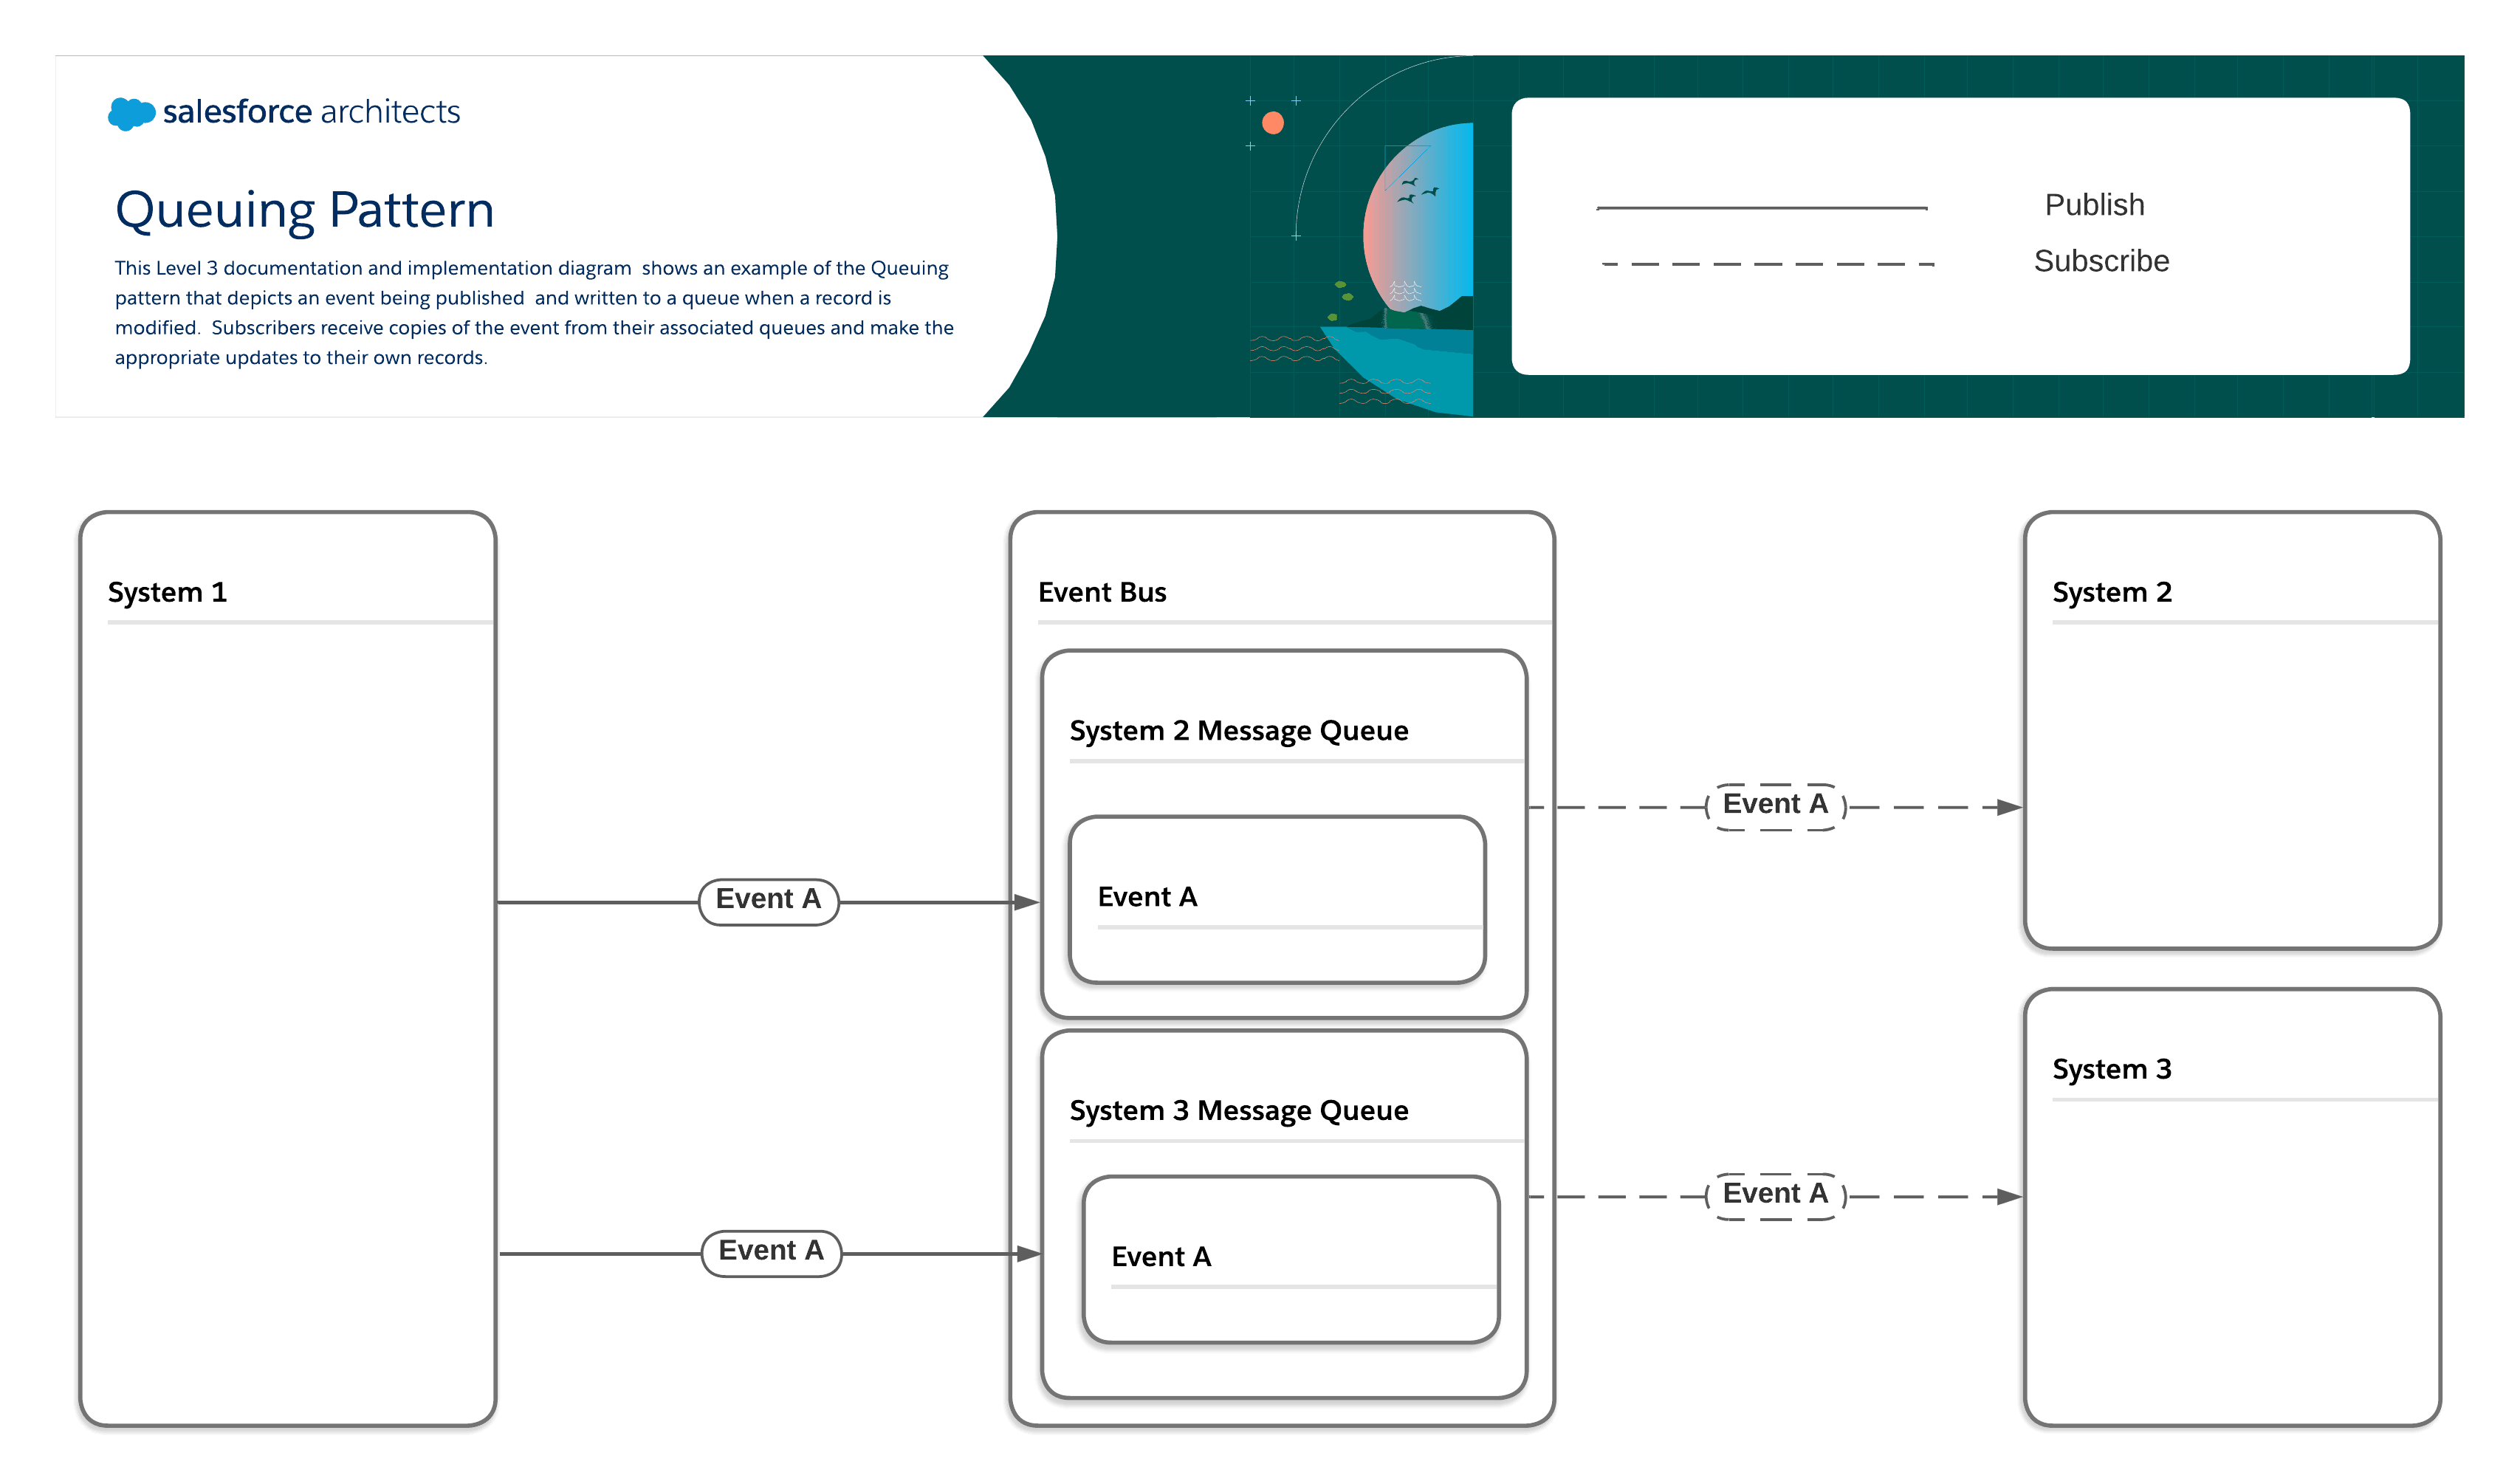 salesforce architects
Queuing Pattern
This Level 3 documentation and implementation diagram  shows an example of the Queuing
pattern that depicts an event being published  and written to a queue when a record is
modified.  Subscribers receive copies of the event from their associated queues and make the
appropriate updates to their own records.
Publish
Subscribe
System 1
Event A
Event A
Event Bus
System 2 Message Queue
Event A
System 3 Message Queue
Event A
Event A
Event A
System 2
System 3